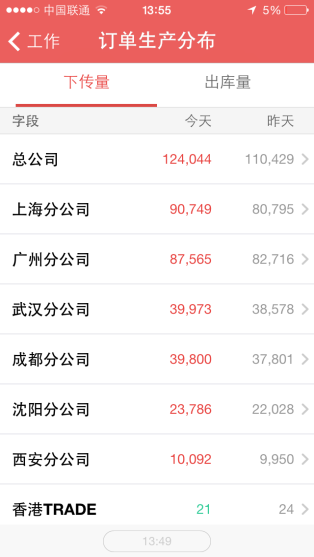 中国联通 13:55 5%
工作 订单生产分布
下传量 出库量
字段 今天 昨天
总公司 124,044 110,429
上海分公司 90,749 80,795
广州分公司 87,565 82,716
武汉分公司 39,973 38,578
成都分公司 39,800 37,801
沈阳分公司 23,786 22,028
西安分公司 10,092 9,950
香港TRADE 21 24
13:49